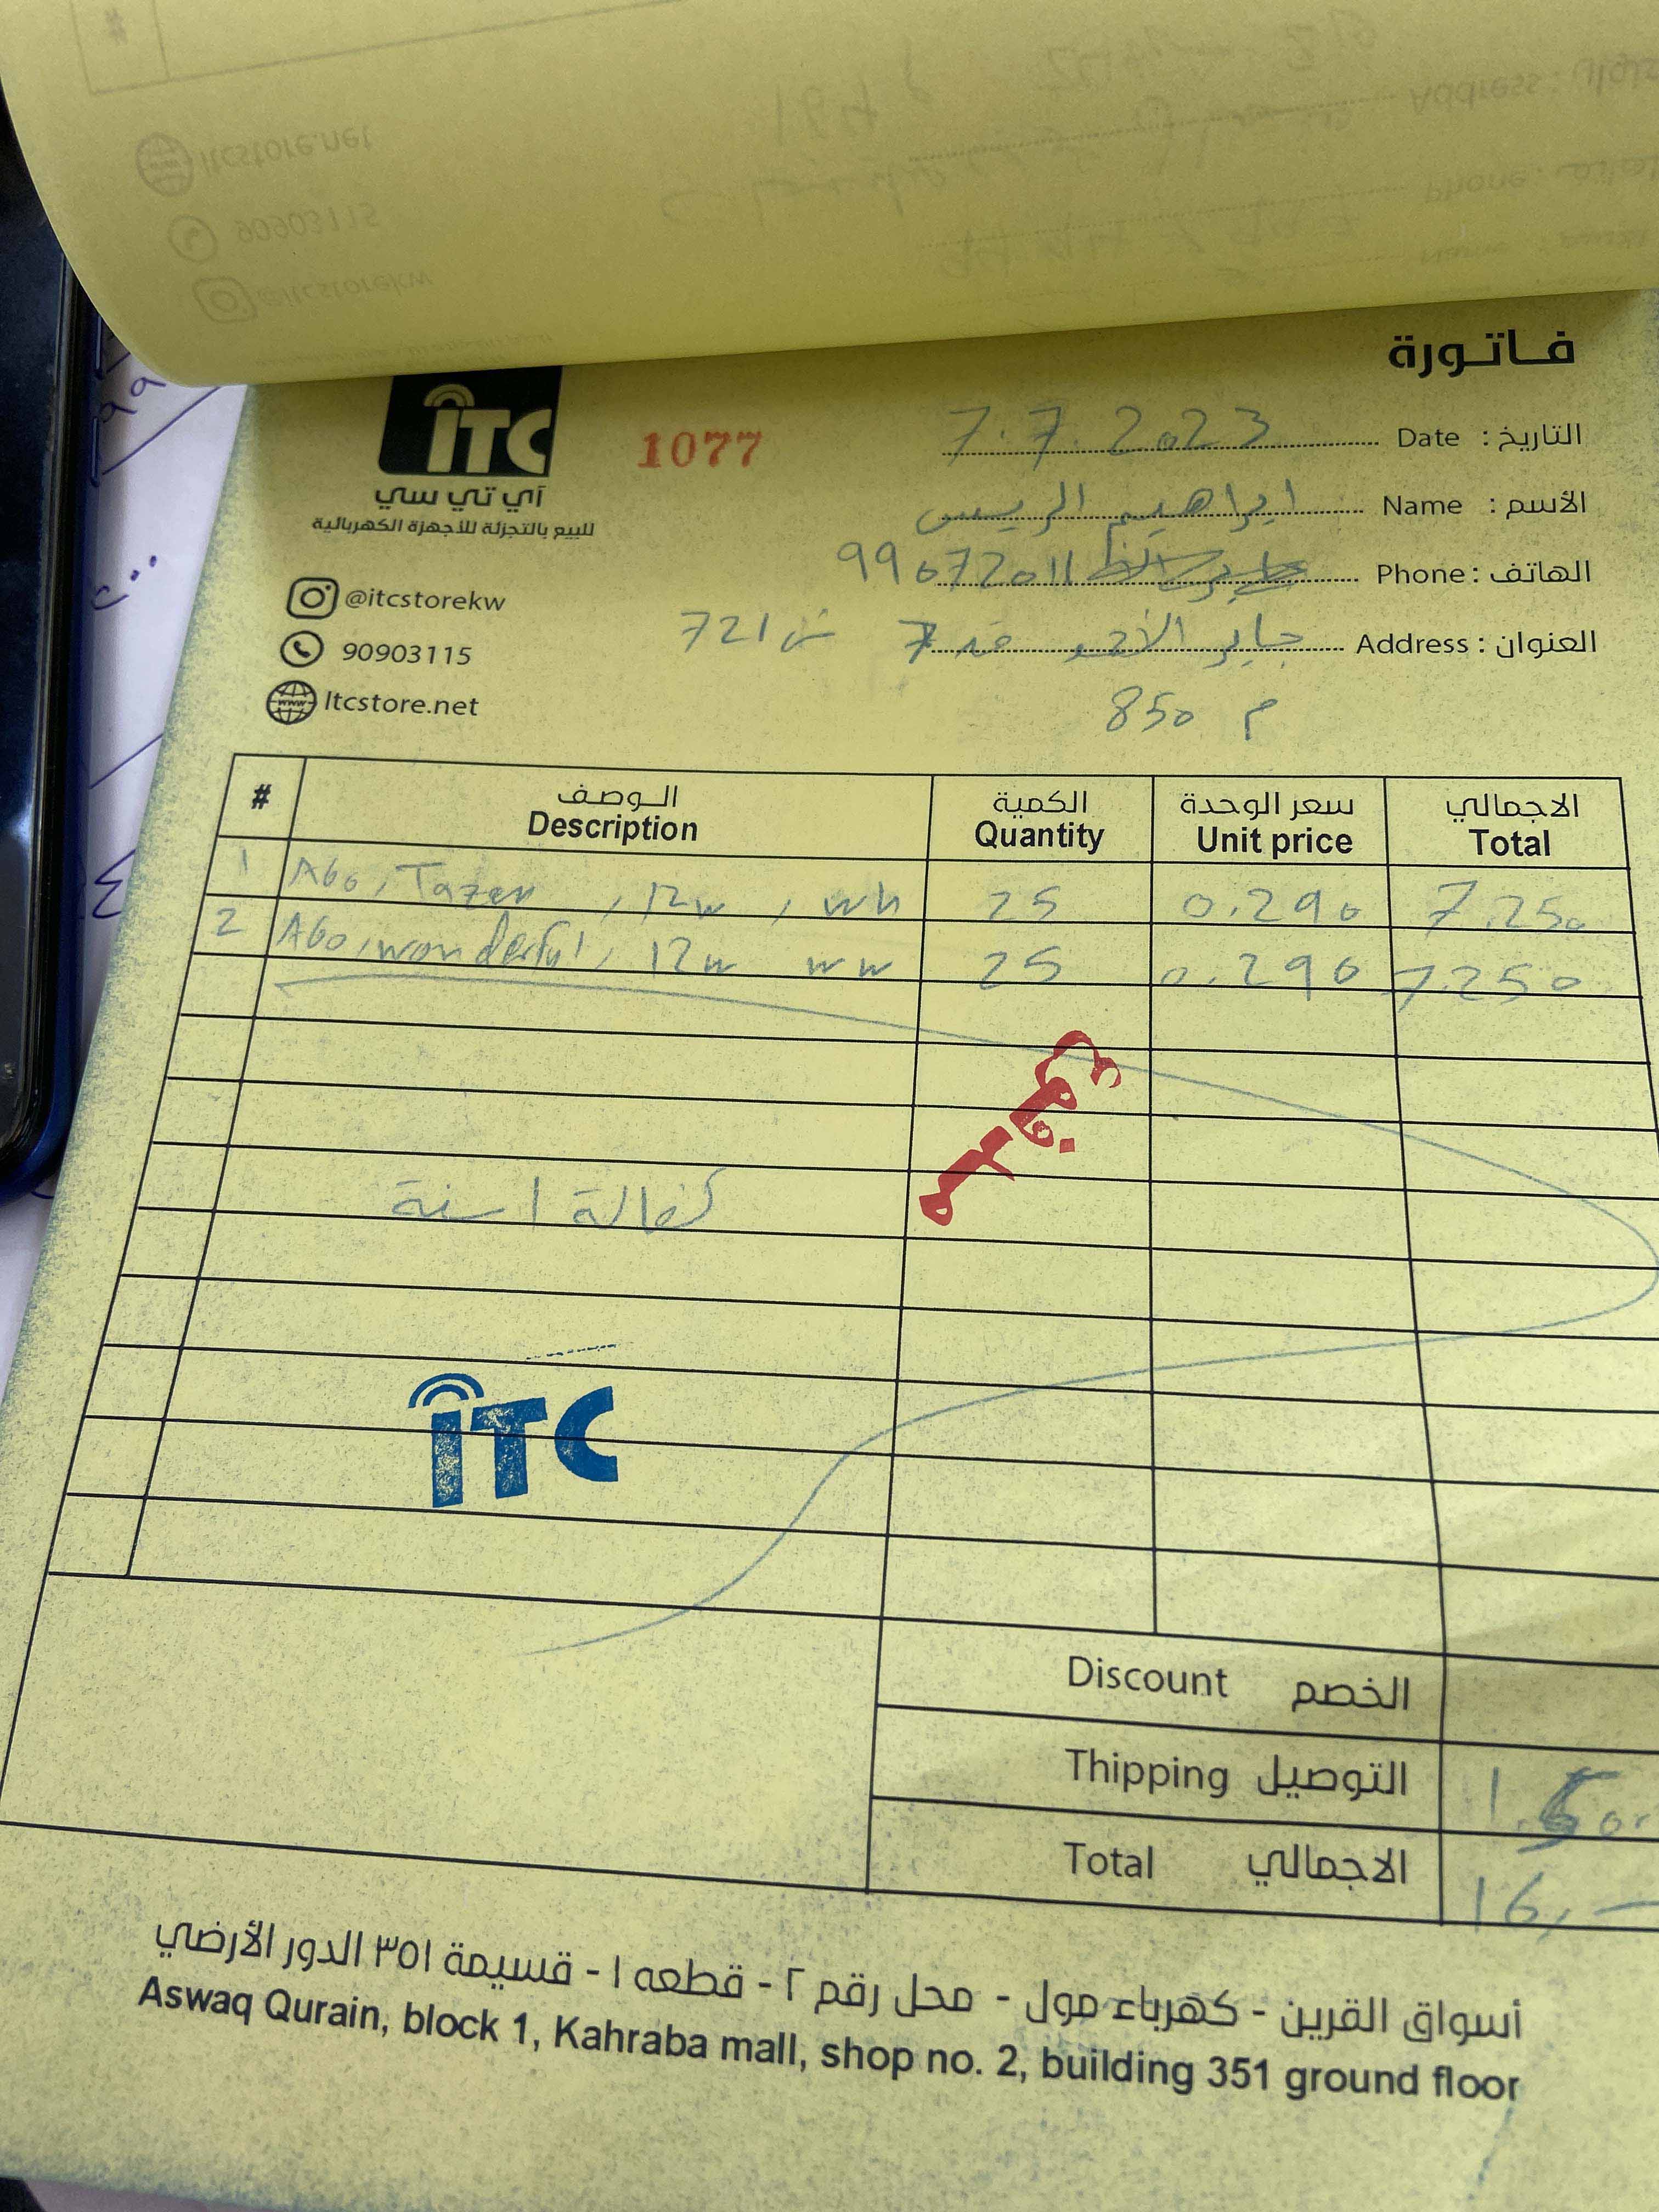 فاتورة
iTC
آي تي سي
للبيع بالتجزئة للأجهزة الكهربائية
1077
التاريخ : Date 7.7.2023
الأسم : Name ابراهيم الريس
الهاتف : Phone 99072011
العنوان : Address جابر الأحمد ق 7 ش 721
م 850
@itcstorekw
90903115
Itcstore.net
# الوصف Description الكمية Quantity سعر الوحدة Unit price الاجمالي Total
1 A60, Tazer, 12w, wh 25 0.290 7.250
2 A60, wonderful, 12w ww 25 0.290 7.250
كفالة 1 سنة
iTC
Discount الخصم
Thipping التوصيل 1.500
Total الاجمالي 16,—
أسواق القرين - كهرباء مول - محل رقم ٢ - قطعه ١ - قسيمة ٣٥١ الدور الأرضي
Aswaq Qurain, block 1, Kahraba mall, shop no. 2, building 351 ground floor